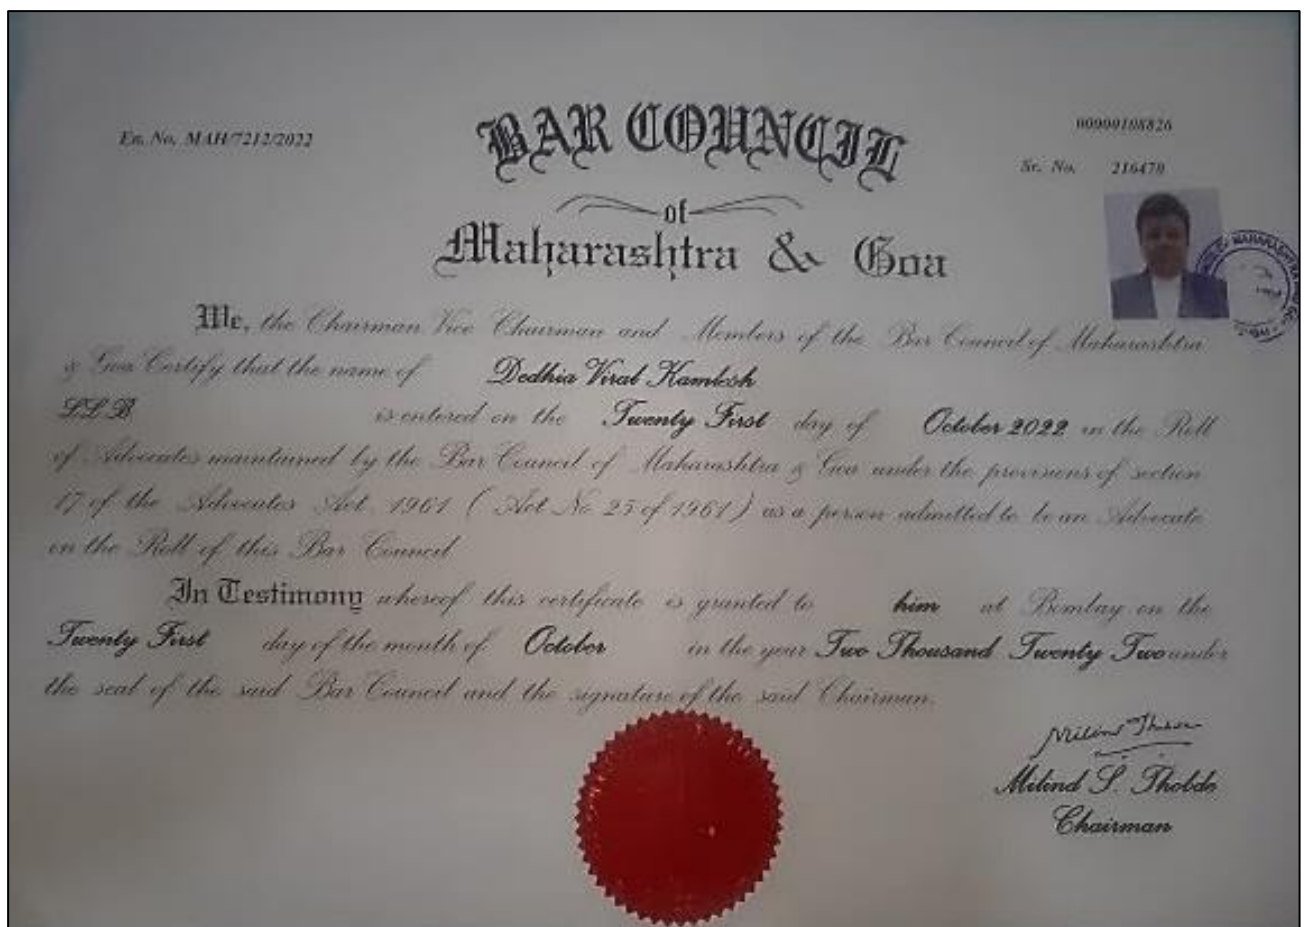 En. No. MAH/7212/2022
BAR COUNCIL
00000108826
Sr. No. 216470
of
Maharashtra & Goa
We, the Chairman Vice Chairman and Members of the Bar Council of Maharashtra
& Goa Certify that the name of Dedhia Viral Kamlesh
LLB is entered on the Twenty First day of October 2022 in the Roll
of Advocates maintained by the Bar Council of Maharashtra & Goa under the provisions of section
17 of the Advocates Act 1961 (Act No 25 of 1961) as a person admitted to be an Advocate
on the Roll of this Bar Council
In Testimony whereof this certificate is granted to him at Bombay on the
Twenty First day of the month of October in the year Two Thousand Twenty Two under
the seal of the said Bar Council and the signature of the said Chairman.
Milind S. Thobde
Chairman